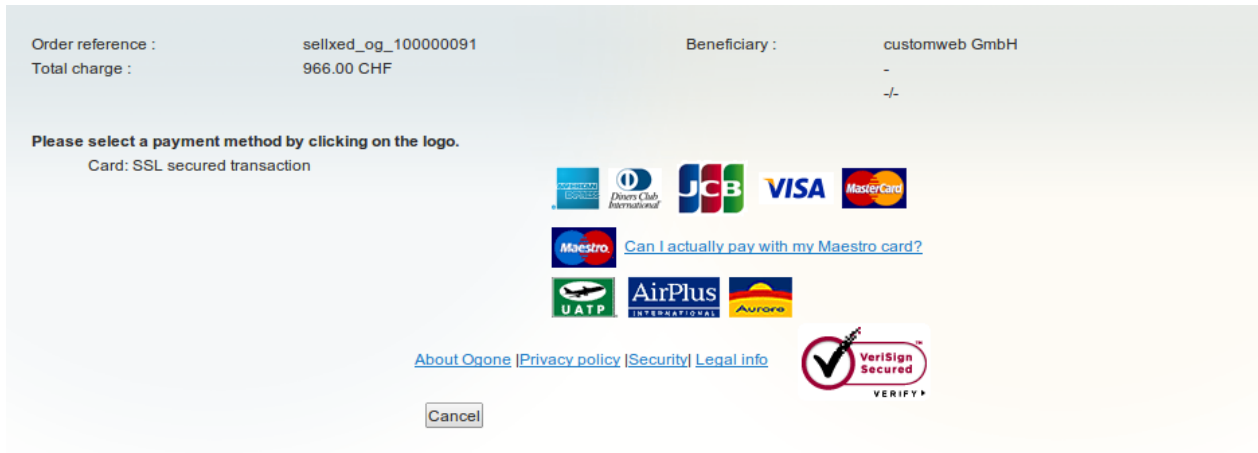 Order reference : sellxed_og_100000091 Beneficiary : customweb GmbH
Total charge : 966.00 CHF -
-/-
Please select a payment method by clicking on the logo.
Card: SSL secured transaction
AMERICAN EXPRESS
Diners Club International
JCB
VISA
MasterCard
Maestro Can I actually pay with my Maestro card?
UATP
AirPlus
INTERNATIONAL
Aurora
About Ogone |Privacy policy |Security| Legal info
VeriSign
Secured
™
VERIFY
Cancel